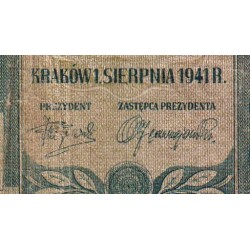 KRAKÓW 1. SIERPNIA 1941 R.
PREZYDENT ZASTĘPCA PREZYDENTA